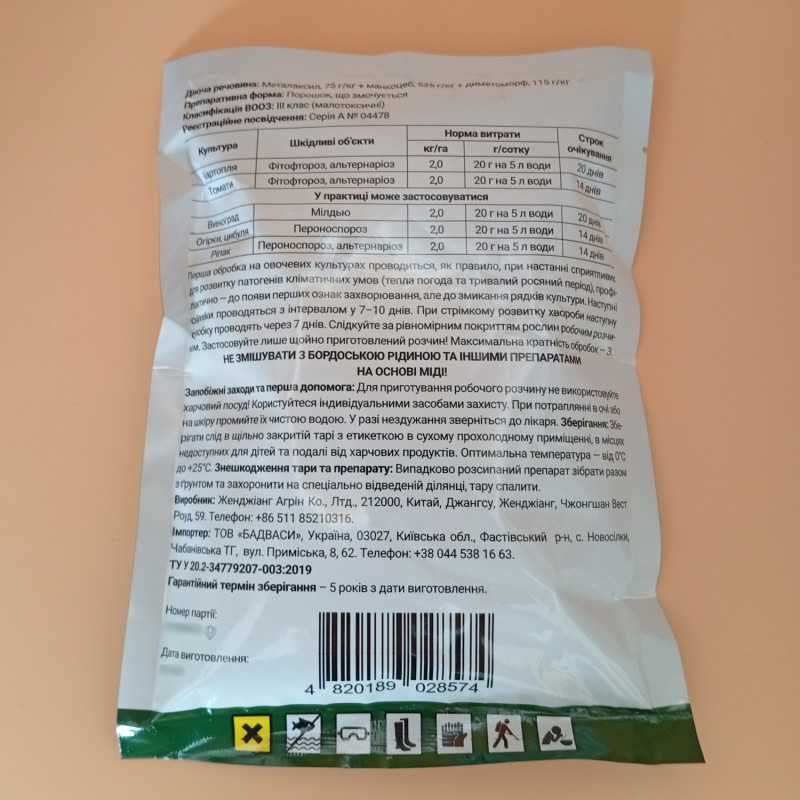 Діюча речовина: Металаксил, 75 г/кг + манкоцеб, 525 г/кг + диметоморф, 115 г/кг
Препаративна форма: Порошок, що змочується
Класифікація ВООЗ: III клас (малотоксичні)
Реєстраційне посвідчення: Серія А № 04478
Культура Шкідливі об'єкти Норма витрати Строк очікування
кг/га г/сотку
Картопля Фітофтороз, альтернаріоз 2,0 20 г на 5 л води 20 днів
Томати Фітофтороз, альтернаріоз 2,0 20 г на 5 л води 14 днів
У практиці може застосовуватися
Виноград Мілдью 2,0 20 г на 5 л води 20 днів
Огірки, цибуля Пероноспороз 2,0 20 г на 5 л води 14 днів
Ріпак Пероноспороз, альтернаріоз 2,0 20 г на 5 л води 14 днів
Перша обробка на овочевих культурах проводиться, як правило, при настанні сприятливих
для розвитку патогенів кліматичних умов (тепла погода та тривалий росяний період), профі-
лактично – до появи перших ознак захворювання, але до змикання рядків культури. Наступні
обробки проводяться з інтервалом у 7–10 днів. При стрімкому розвитку хвороби наступну
обробку проводять через 7 днів. Слідкуйте за рівномірним покриттям рослин робочим розчи-
ном. Застосовуйте лише щойно приготовлений розчин! Максимальна кратність обробок – 3.
НЕ ЗМІШУВАТИ З БОРДОСЬКОЮ РІДИНОЮ ТА ІНШИМИ ПРЕПАРАТАМИ
НА ОСНОВІ МІДІ!
Запобіжні заходи та перша допомога: Для приготування робочого розчину не використовуйте
харчовий посуд! Користуйтеся індивідуальними засобами захисту. При потраплянні в очі або
на шкіру промийте їх чистою водою. У разі нездужання зверніться до лікаря. Зберігання: Збе-
рігати слід в щільно закритій тарі з етикеткою в сухому прохолодному приміщенні, в місцях
недоступних для дітей та подалі від харчових продуктів. Оптимальна температура – від 0°С
до +25°С. Знешкодження тари та препарату: Випадково розсипаний препарат зібрати разом
з ґрунтом та захоронити на спеціально відведеній ділянці, тару спалити.
Виробник: Женджіанг Агрін Ко., Лтд., 212000, Китай, Джангсу, Женджіанг, Чжонгшан Вест
Роуд, 59. Телефон: +86 511 85210316.
Імпортер: ТОВ «БАДВАСИ», Україна, 03027, Київська обл., Фастівський р-н, с. Новосілки,
Чабанівська ТГ, вул. Приміська, 8, 62. Телефон: +38 044 538 16 63.
ТУ У 20.2-34779207-003:2019
Гарантійний термін зберігання – 5 років з дати виготовлення.
Номер партії:
Дата виготовлення:
4 820189 028574